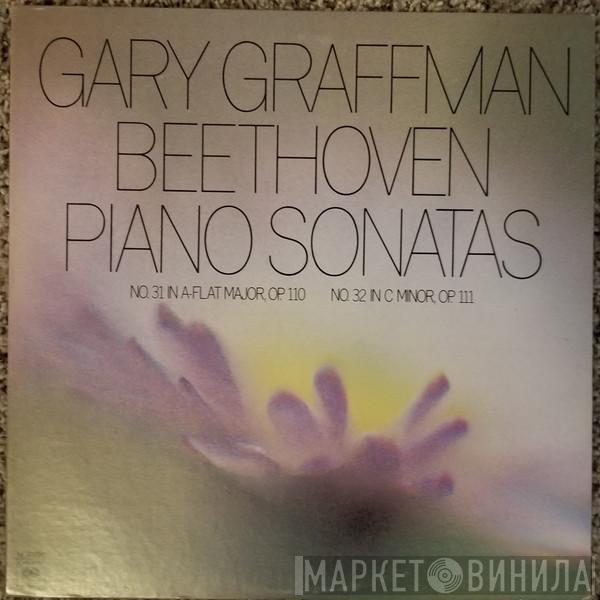 GARY GRAFFMAN
BEETHOVEN
PIANO SONATAS
NO. 31 IN A-FLAT MAJOR, OP. 110 NO. 32 IN C MINOR, OP. 111
МАРКЕТ ВИНИЛА